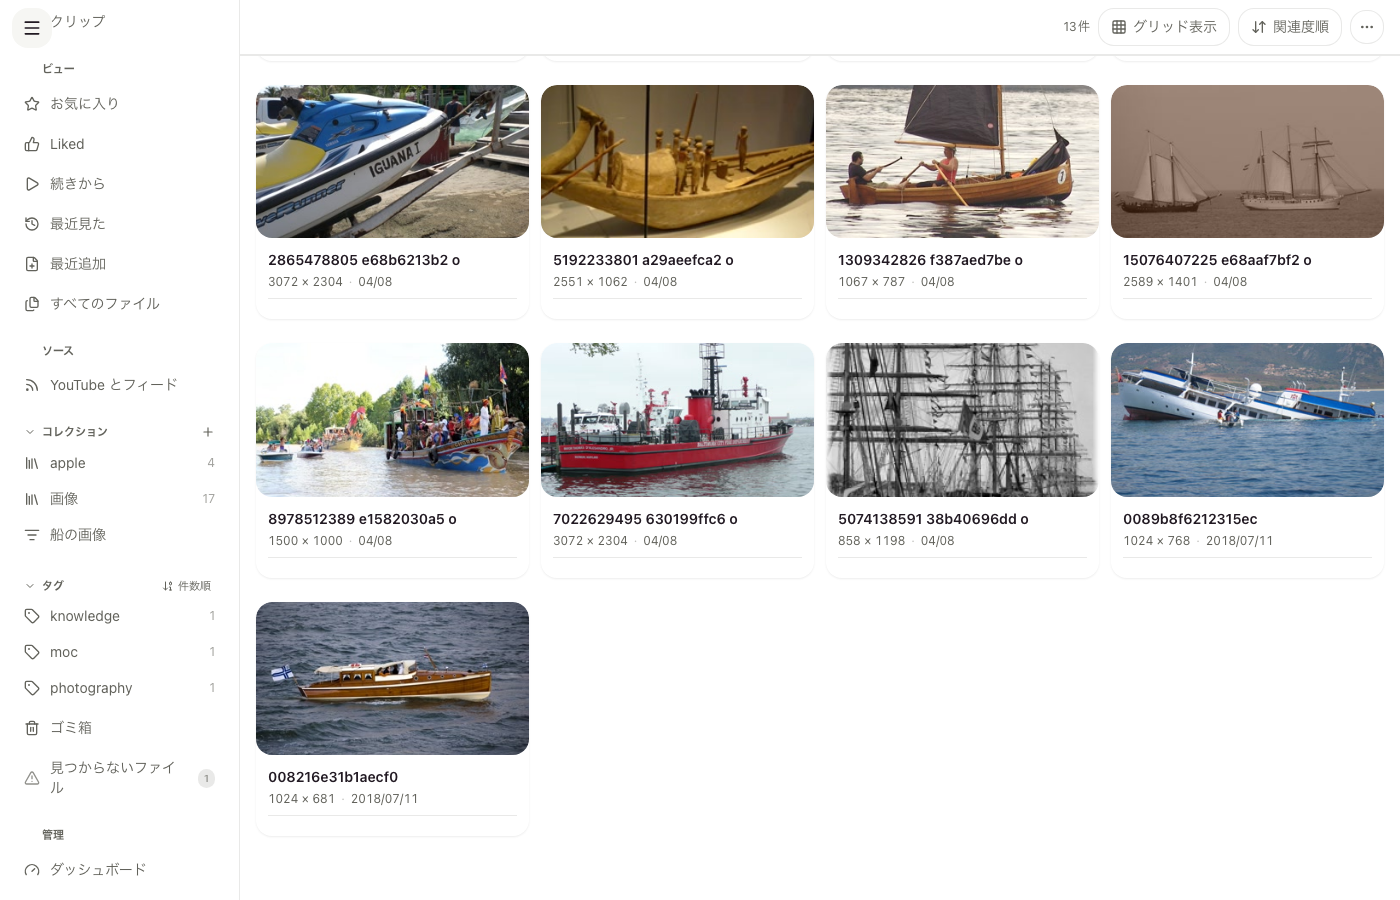 クリップ
ビュー
お気に入り
Liked
続きから
最近見た
最近追加
すべてのファイル
ソース
YouTube とフィード
コレクション
apple 4
画像 17
船の画像
タグ 件数順
knowledge 1
moc 1
photography 1
ゴミ箱
見つからないファイ
ル 1
管理
ダッシュボード
13件 グリッド表示 関連度順
IGUANA I
2865478805 e68b6213b2 o
3072 × 2304 · 04/08
5192233801 a29aeefca2 o
2551 × 1062 · 04/08
7
1309342826 f387aed7be o
1067 × 787 · 04/08
15076407225 e68aaf7bf2 o
2589 × 1401 · 04/08
8978512389 e1582030a5 o
1500 × 1000 · 04/08
7022629495 630199ffc6 o
3072 × 2304 · 04/08
5074138591 38b40696dd o
858 × 1198 · 04/08
0089b8f6212315ec
1024 × 768 · 2018/07/11
008216e31b1aecf0
1024 × 681 · 2018/07/11